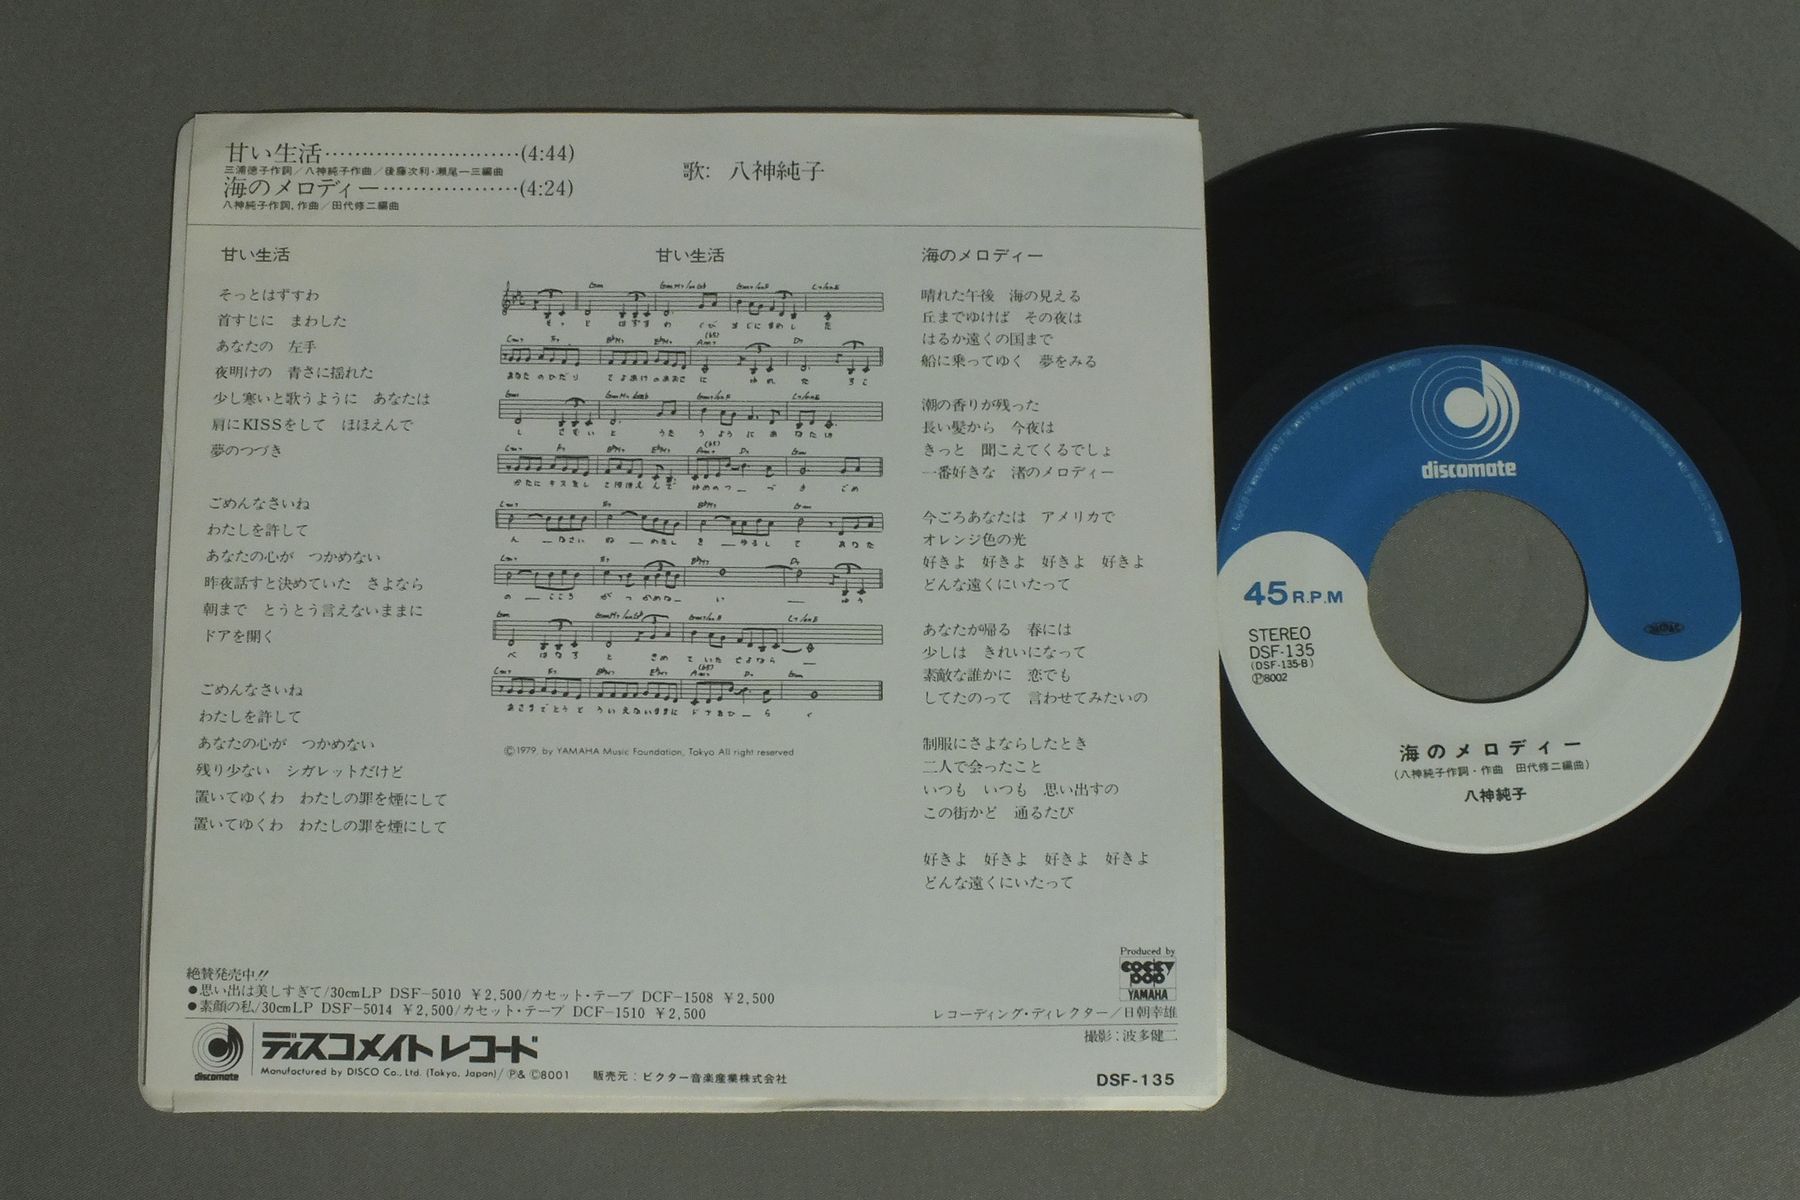 甘い生活………………………(4:44)
三浦徳子作詞／八神純子作曲／後藤次利・瀬尾一三編曲
海のメロディー………………(4:24)
八神純子作詞、作曲／田代修二編曲
歌: 八神純子
甘い生活
そっとはずすわ
首すじに　まわした
あなたの　左手
夜明けの　青さに揺れた
少し寒いと歌うように　あなたは
肩にKISSをして　ほほえんで
夢のつづき
ごめんなさいね
わたしを許して
あなたの心が　つかめない
昨夜話すと決めていた　さよなら
朝まで　とうとう言えないままに
ドアを開く
ごめんなさいね
わたしを許して
あなたの心が　つかめない
残り少ない　シガレットだけど
置いてゆくわ　わたしの罪を煙にして
置いてゆくわ　わたしの罪を煙にして
甘い生活
©1979, by YAMAHA Music Foundation, Tokyo All right reserved
海のメロディー
晴れた午後　海の見える
丘までゆけば　その夜は
はるか遠くの国まで
船に乗ってゆく　夢をみる
潮の香りが残った
長い髪から　今夜は
きっと　聞こえてくるでしょ
一番好きな　渚のメロディー
今ごろあなたは　アメリカで
オレンジ色の光
好きよ　好きよ　好きよ　好きよ
どんな遠くにいたって
あなたが帰る　春には
少しは　きれいになって
素敵な誰かに　恋でも
してたのって　言わせてみたいの
制服にさよならしたとき
二人で会ったこと
いつも　いつも　思い出すの
この街かど　通るたび
好きよ　好きよ　好きよ　好きよ
どんな遠くにいたって
絶賛発売中!!
●思い出は美しすぎて/30cmLP DSF-5010 ￥2,500/カセット・テープ DCF-1508 ￥2,500
●素顔の私/30cmLP DSF-5014 ￥2,500/カセット・テープ DCF-1510 ￥2,500
Produced by
COCKY POP
YAMAHA
レコーディング・ディレクター／日朝幸雄
撮影：波多健二
discomate
ディスコメイトレコード
Manufactured by DISCO Co., Ltd. (Tokyo, Japan)/ Ⓟ& ©8001　販売元：ビクター音楽産業株式会社
DSF-135
discomate
45 R.P.M
STEREO
DSF-135
(DSF-135-B)
Ⓟ8002
海のメロディー
(八神純子作詞・作曲　田代修二編曲)
八神純子